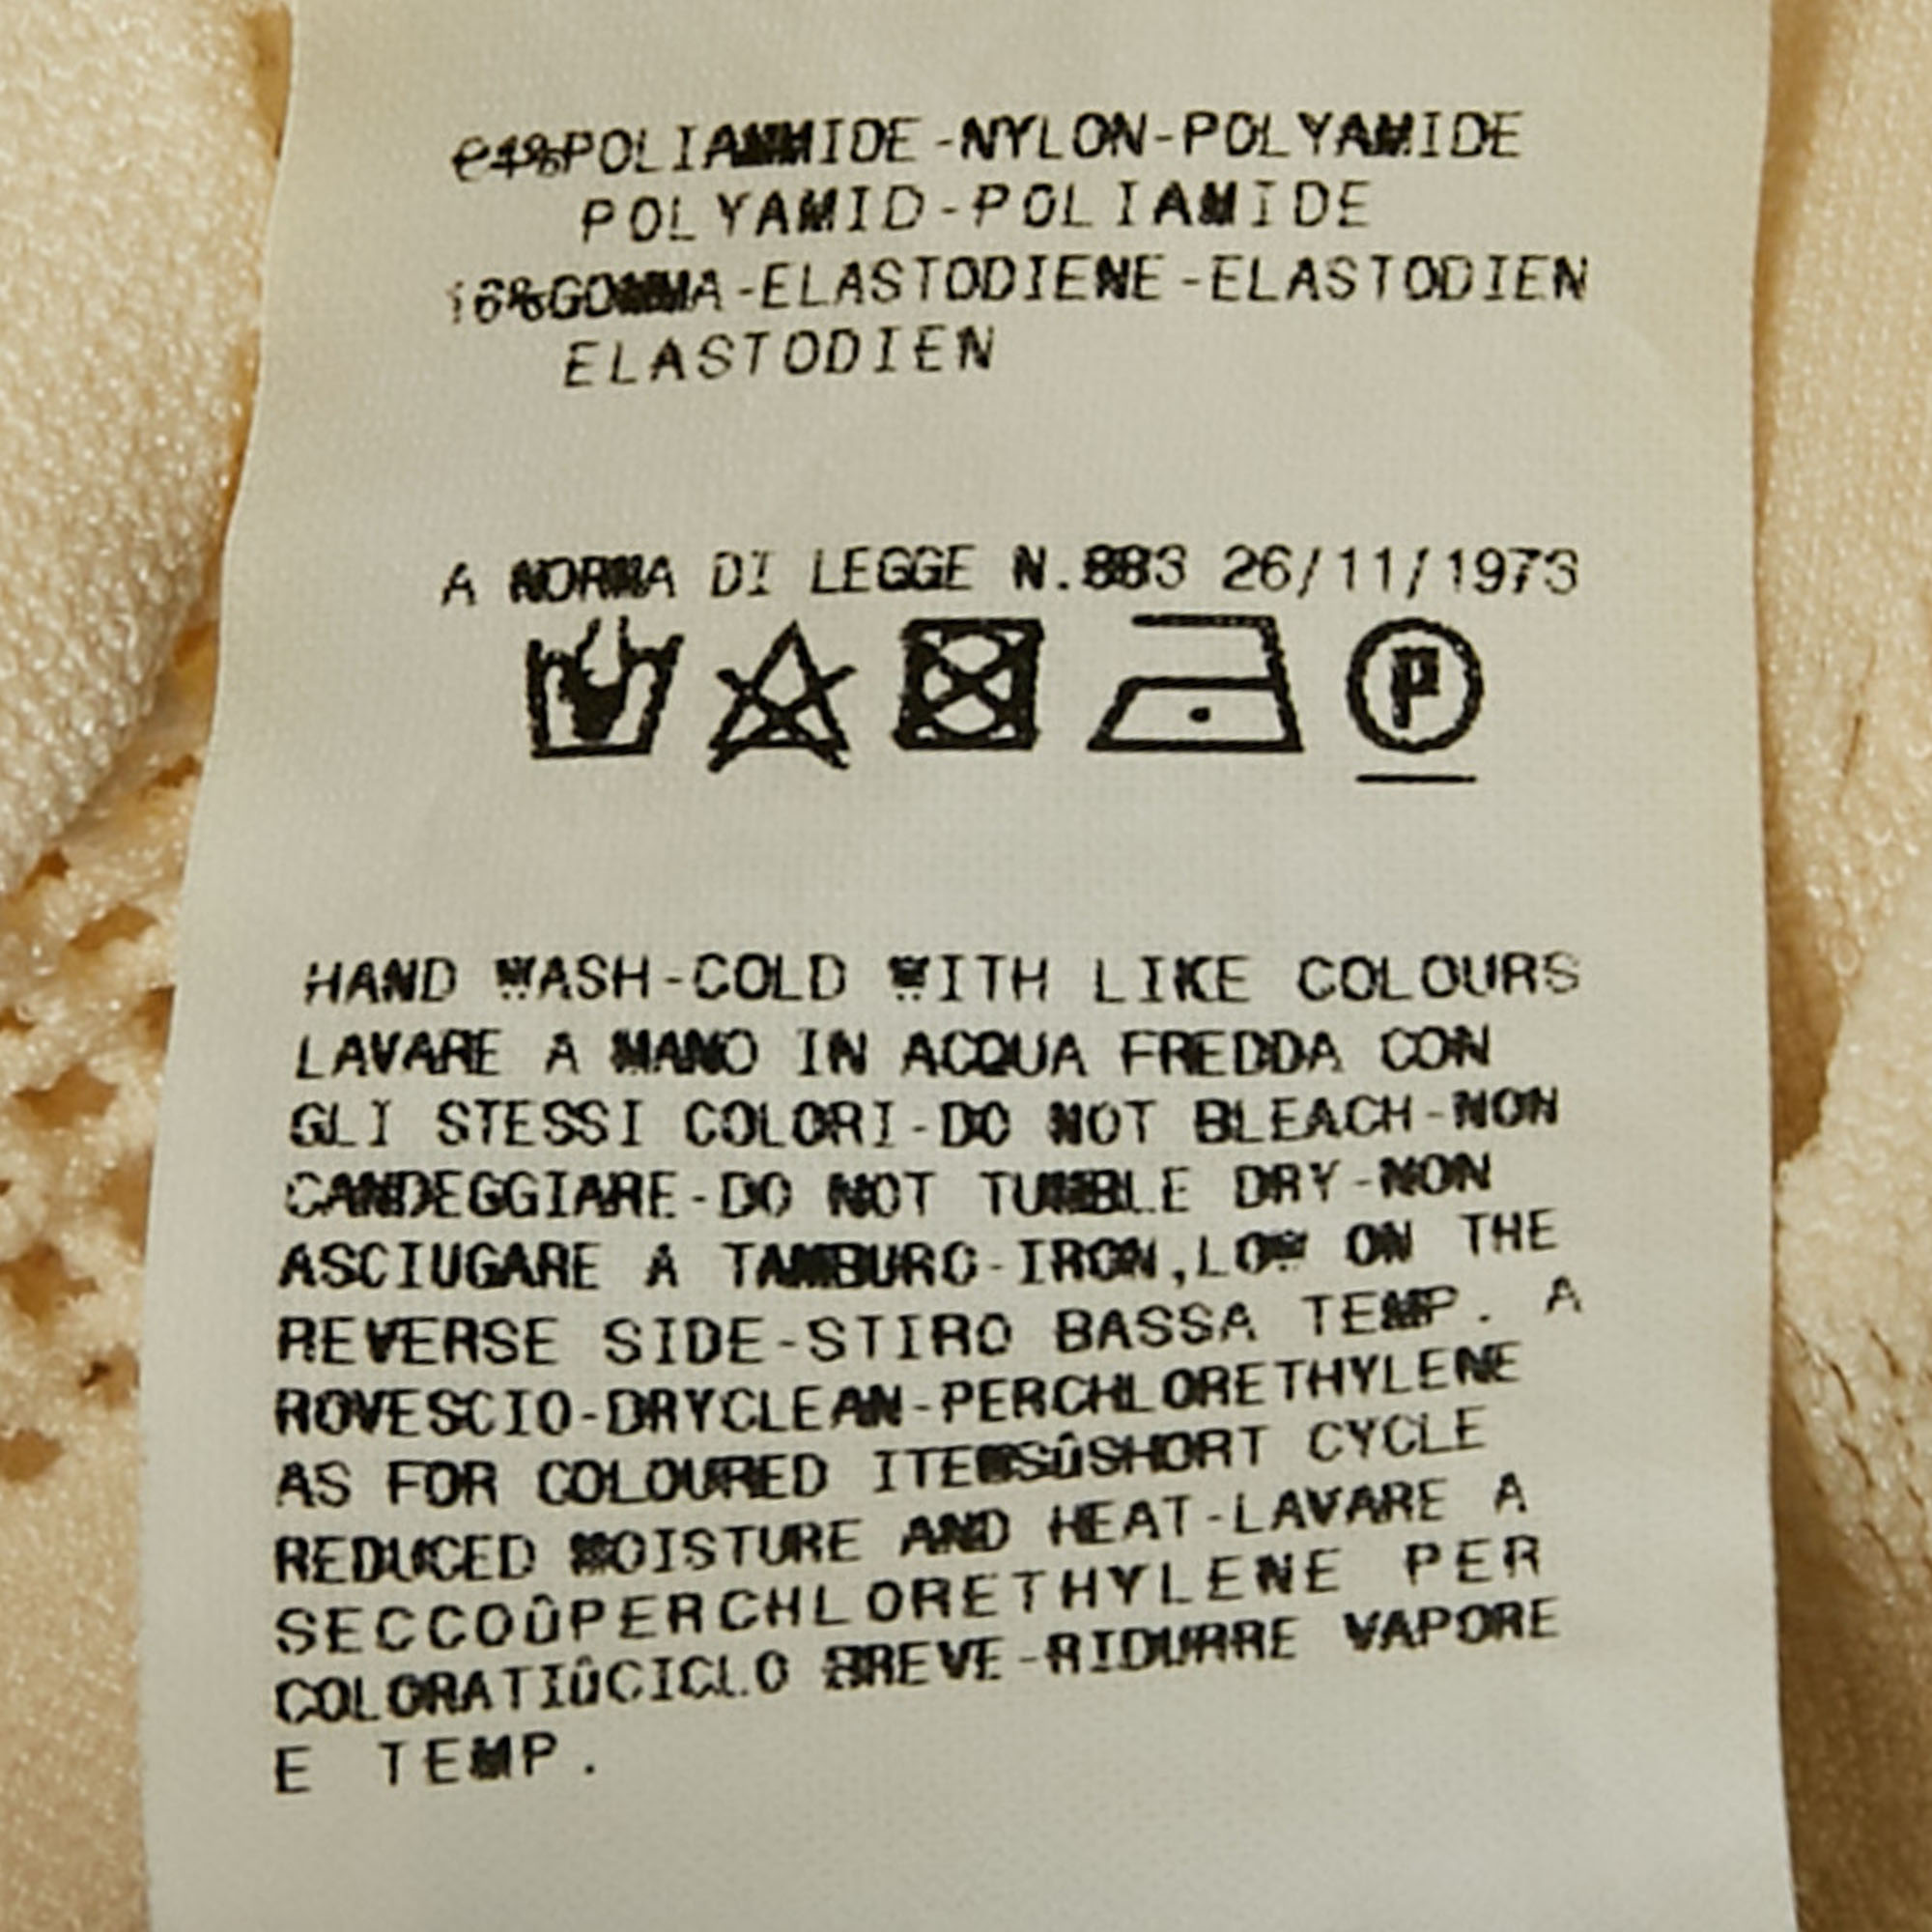 84%POLIAMMIDE-NYLON-POLYAMIDE
POLYAMID-POLIAMIDE
16%GOMMA-ELASTODIENE-ELASTODIEN
ELASTODIEN
A NORMA DI LEGGE N.883 26/11/1973
P
HAND WASH-COLD WITH LIKE COLOURS
LAVARE A MANO IN ACQUA FREDDA CON
GLI STESSI COLORI-DO NOT BLEACH-NON
CANDEGGIARE-DO NOT TUMBLE DRY-NON
ASCIUGARE A TAMBURO-IRON,LOW ON THE
REVERSE SIDE-STIRO BASSA TEMP. A
ROVESCIO-DRYCLEAN-PERCHLORETHYLENE
AS FOR COLOURED ITEMSÛSHORT CYCLE
REDUCED MOISTURE AND HEAT-LAVARE A
SECCOÛPERCHLORETHYLENE PER
COLORATIÛCICLO BREVE-RIDURRE VAPORE
E TEMP.